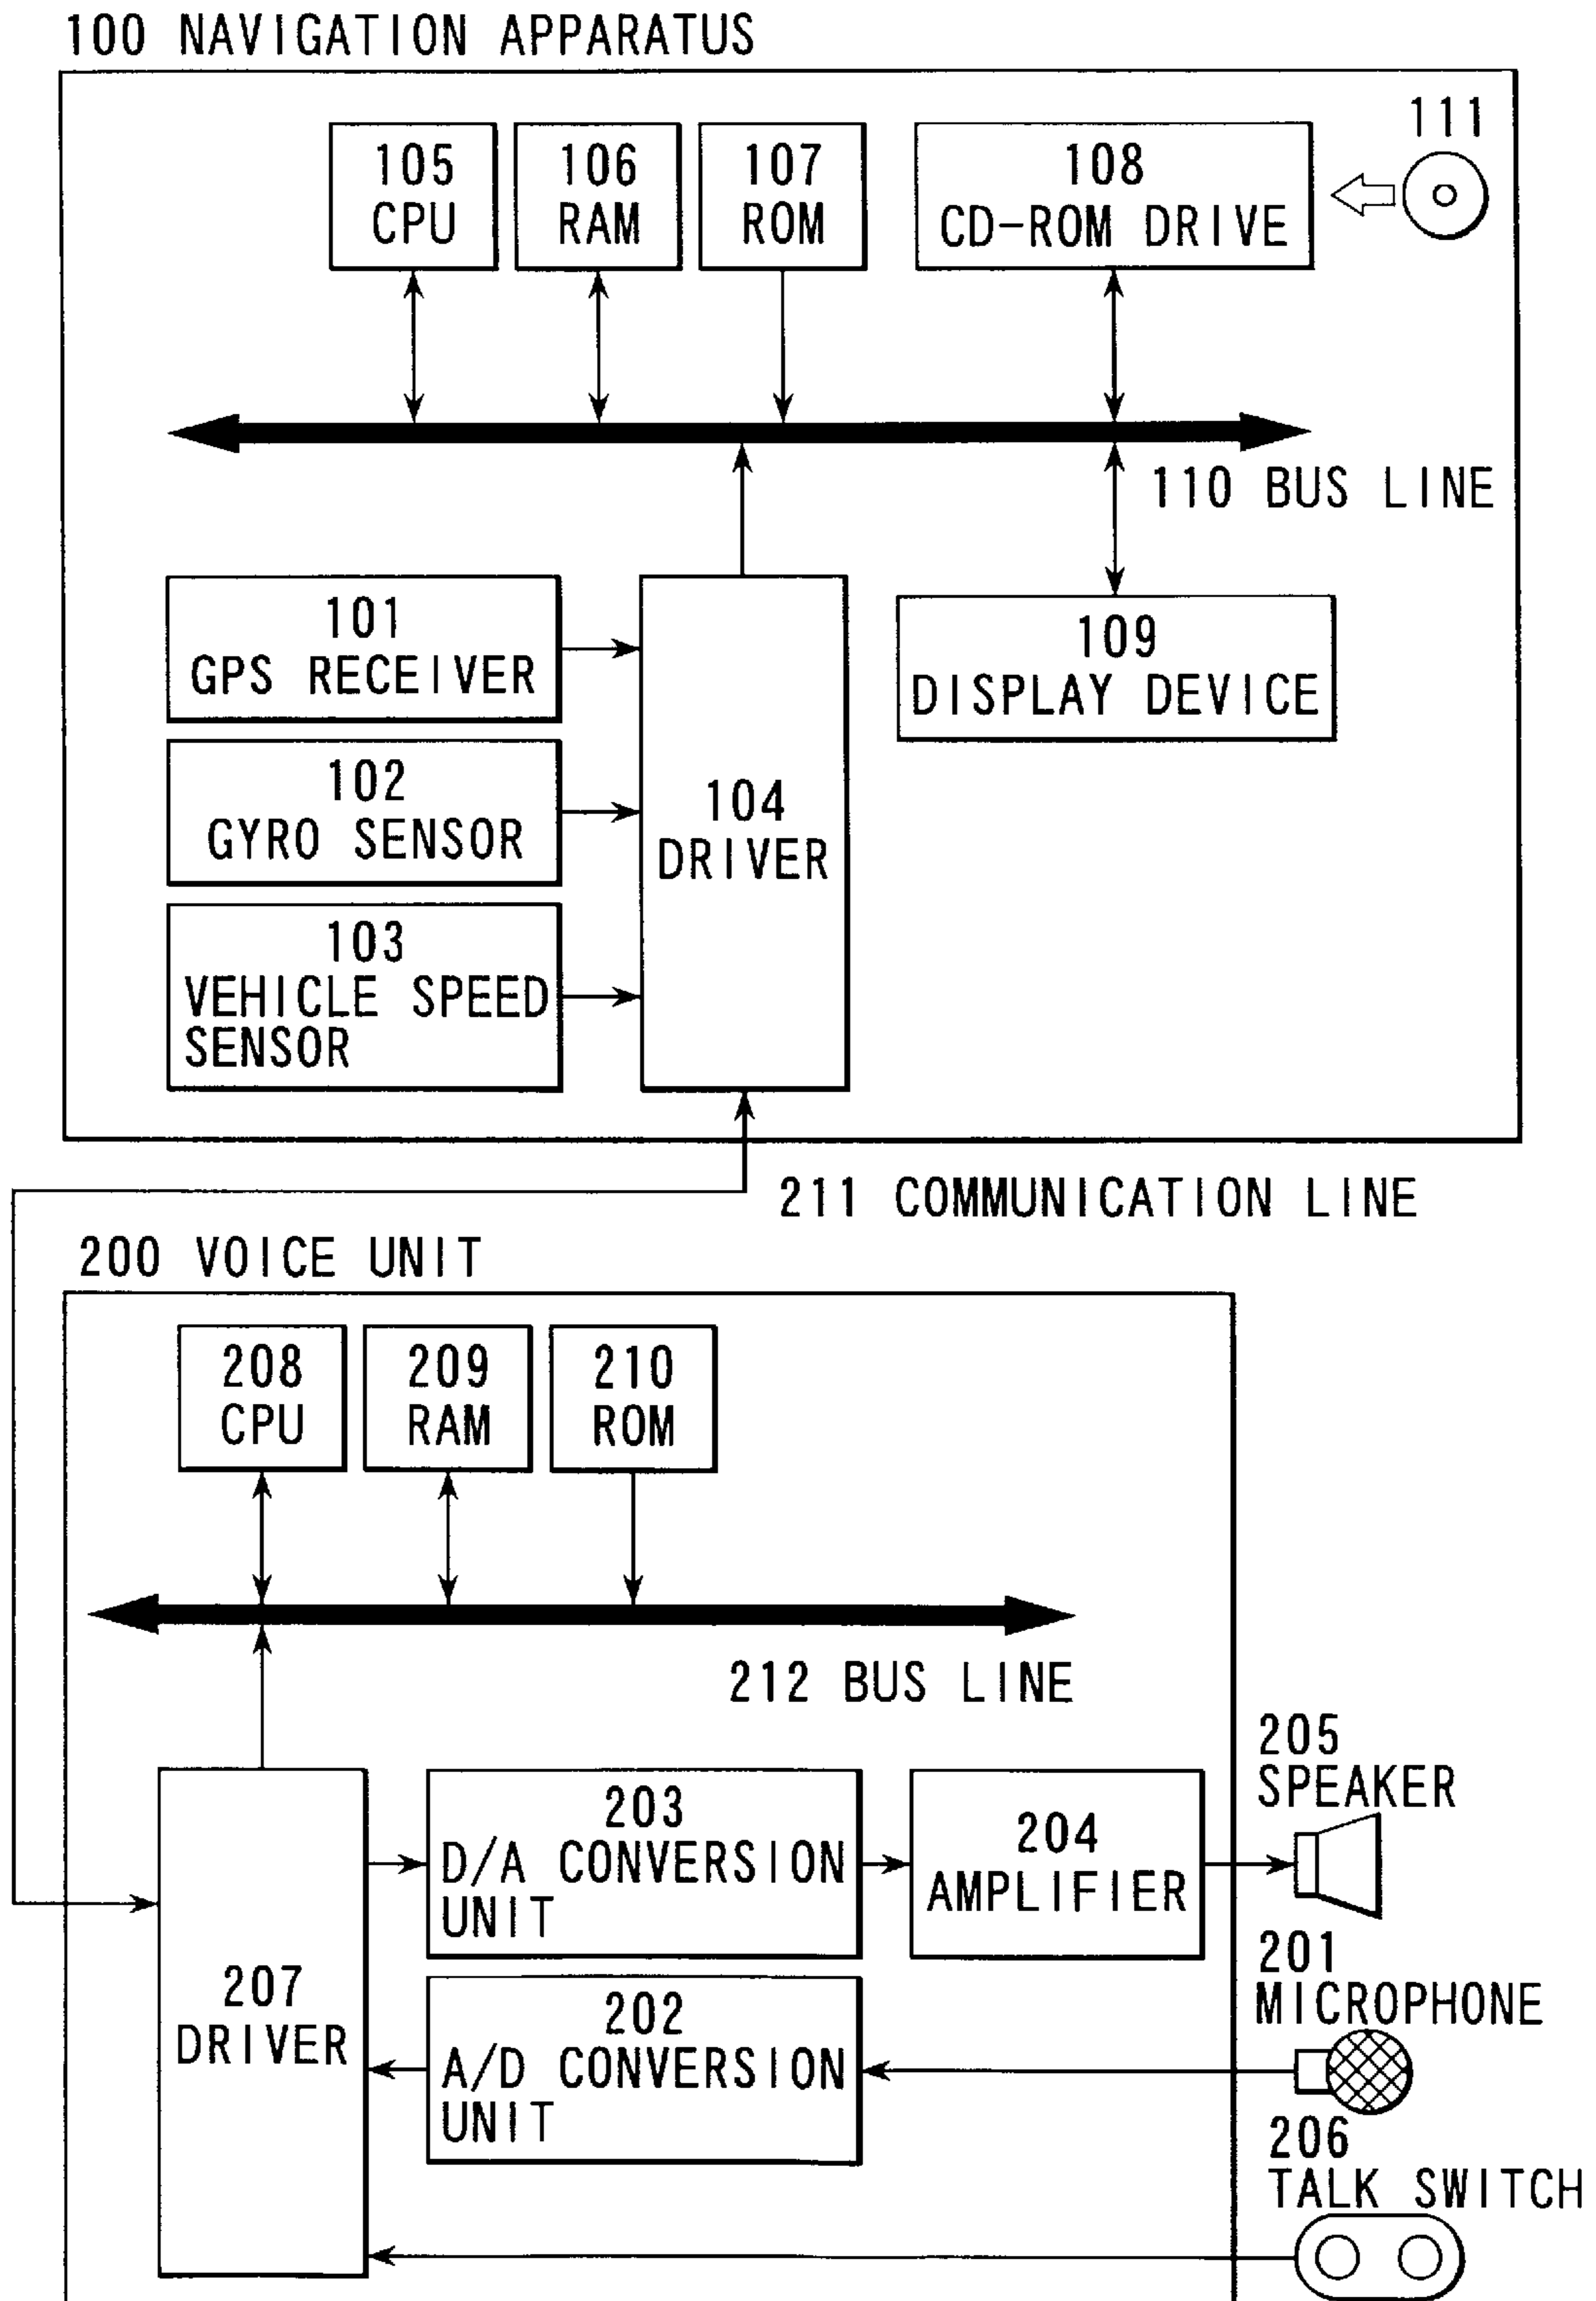 100 NAVIGATION APPARATUS
111
105
CPU
106
RAM
107
ROM
108
CD-ROM DRIVE
110 BUS LINE
101
GPS RECEIVER
109
DISPLAY DEVICE
102
GYRO SENSOR
104
DRIVER
103
VEHICLE SPEED
SENSOR
211 COMMUNICATION LINE
200 VOICE UNIT
208
CPU
209
RAM
210
ROM
212 BUS LINE
205
SPEAKER
203
D/A CONVERSION
UNIT
204
AMPLIFIER
201
MICROPHONE
207
DRIVER
202
A/D CONVERSION
UNIT
206
TALK SWITCH